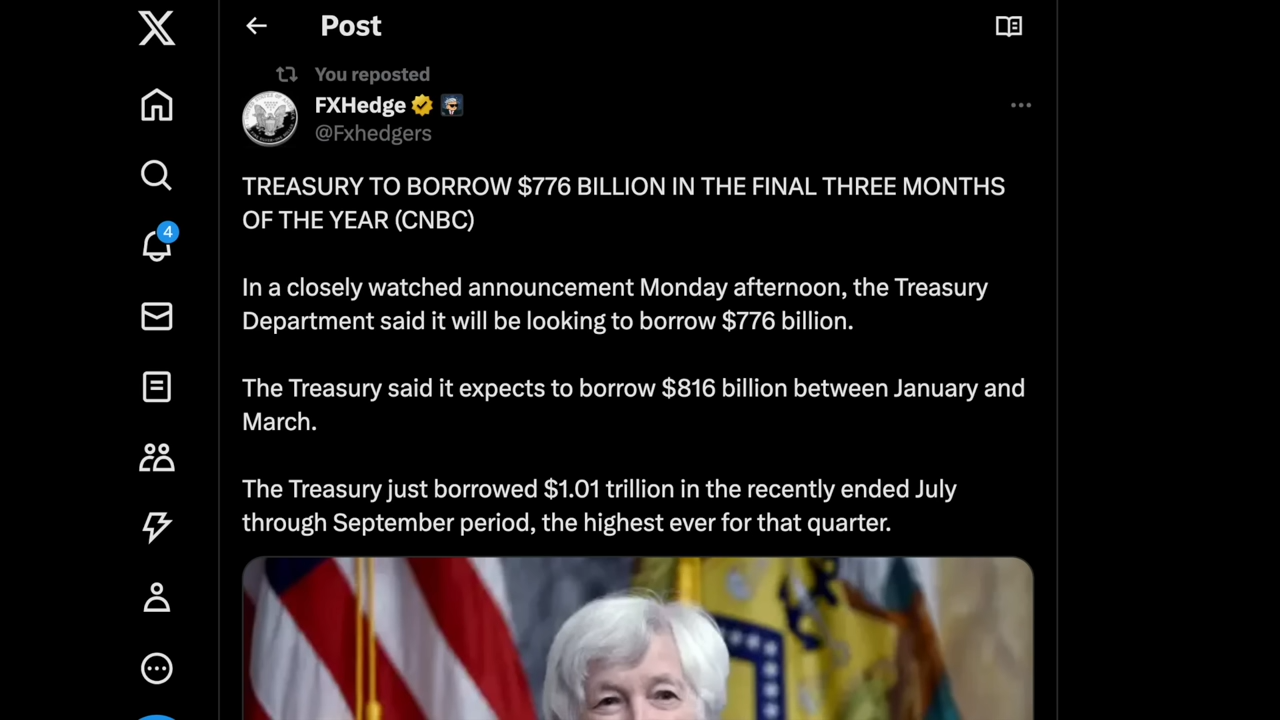 Post
You reposted
FXHedge
@Fxhedgers
TREASURY TO BORROW $776 BILLION IN THE FINAL THREE MONTHS
OF THE YEAR (CNBC)
4
In a closely watched announcement Monday afternoon, the Treasury
Department said it will be looking to borrow $776 billion.
The Treasury said it expects to borrow $816 billion between January and
March.
The Treasury just borrowed $1.01 trillion in the recently ended July
through September period, the highest ever for that quarter.